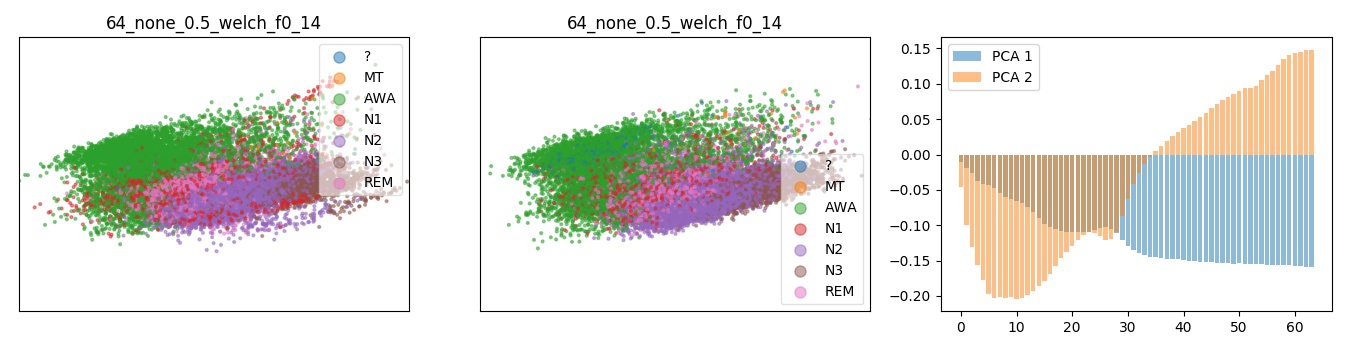 64_none_0.5_welch_f0_14
?
MT
AWA
N1
N2
N3
REM
64_none_0.5_welch_f0_14
?
MT
AWA
N1
N2
N3
REM
PCA 1
PCA 2
0.15
0.10
0.05
0.00
−0.05
−0.10
−0.15
−0.20
0 10 20 30 40 50 60